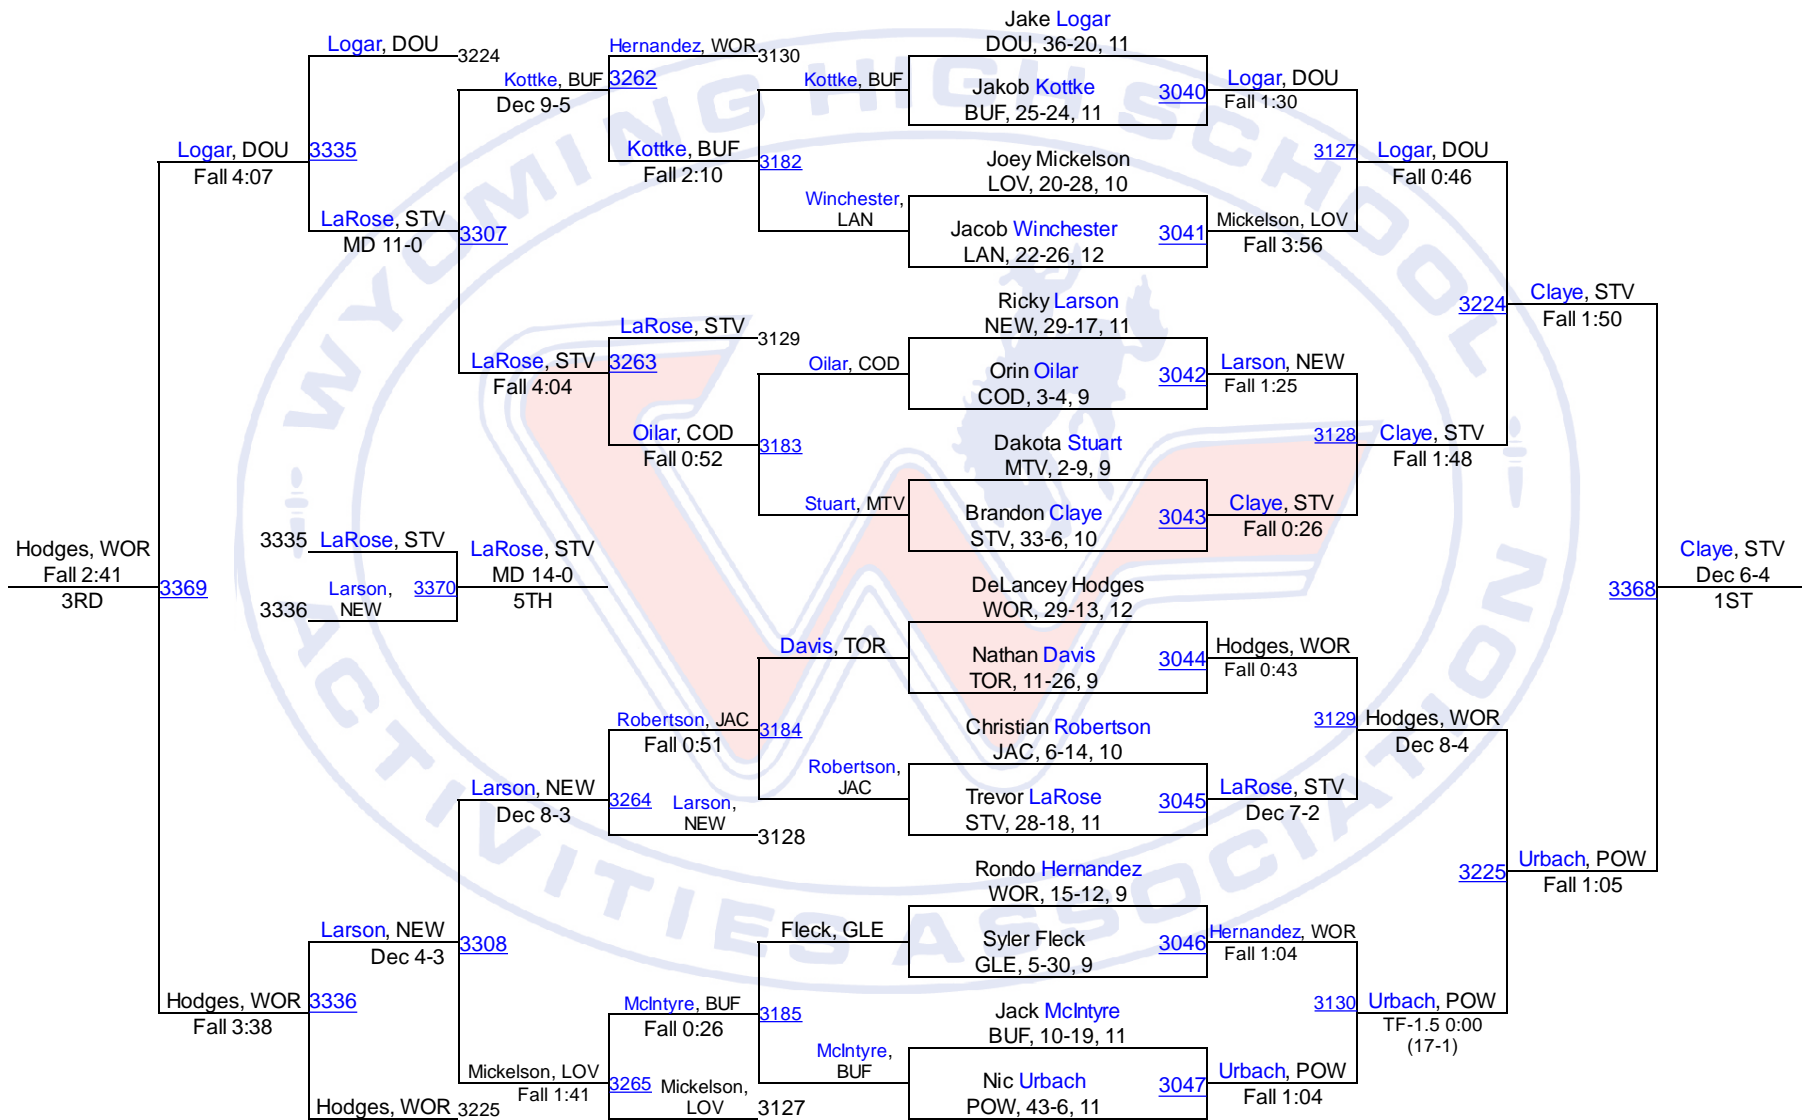 Jake Logar
DOU, 36-20, 11
Jakob Kottke
BUF, 25-24, 11
3040
Joey Mickelson
LOV, 20-28, 10
Jacob Winchester
LAN, 22-26, 12
3041
Ricky Larson
NEW, 29-17, 11
Orin Oilar
COD, 3-4, 9
3042
Dakota Stuart
MTV, 2-9, 9
Brandon Claye
STV, 33-6, 10
3043
DeLancey Hodges
WOR, 29-13, 12
Nathan Davis
TOR, 11-26, 9
3044
Christian Robertson
JAC, 6-14, 10
Trevor LaRose
STV, 28-18, 11
3045
Rondo Hernandez
WOR, 15-12, 9
Syler Fleck
GLE, 5-30, 9
3046
Jack McIntyre
BUF, 10-19, 11
Nic Urbach
POW, 43-6, 11
3047
Logar, DOU
Fall 1:30
3127
Mickelson, LOV
Fall 3:56
Larson, NEW
Fall 1:25
3128
Claye, STV
Fall 0:26
Hodges, WOR
Fall 0:43
3129
LaRose, STV
Dec 7-2
Hernandez, WOR
Fall 1:04
3130
Urbach, POW
Fall 1:04
Logar, DOU
Fall 0:46
3224
Claye, STV
Fall 1:48
Hodges, WOR
Dec 8-4
3225
Urbach, POW
TF-1.5 0:00
(17-1)
Claye, STV
Fall 1:50
3368
Urbach, POW
Fall 1:05
Claye, STV
Dec 6-4
1ST
Kottke, BUF
3182
Winchester,
LAN
Oilar, COD
3183
Stuart, MTV
Davis, TOR
3184
Robertson,
JAC
Fleck, GLE
3185
McIntyre,
BUF
Hernandez, WOR
3130
3262
Kottke, BUF
Fall 2:10
LaRose, STV
3129
3263
Oilar, COD
Fall 0:52
Robertson, JAC
Fall 0:51
3264
Larson,
NEW
3128
McIntyre, BUF
Fall 0:26
3265
Mickelson,
LOV
3127
Kottke, BUF
Dec 9-5
3307
LaRose, STV
Fall 4:04
Larson, NEW
Dec 8-3
3308
Mickelson, LOV
Fall 1:41
Logar, DOU
3224
3335
LaRose, STV
MD 11-0
Larson, NEW
Dec 4-3
3336
Hodges, WOR
3225
Logar, DOU
Fall 4:07
3369
Hodges, WOR
Fall 3:38
Hodges, WOR
Fall 2:41
3RD
3335
LaRose, STV
3336
Larson,
NEW
3370
LaRose, STV
MD 14-0
5TH
WYOMING HIGH SCHOOL
ACTIVITIES ASSOCIATION